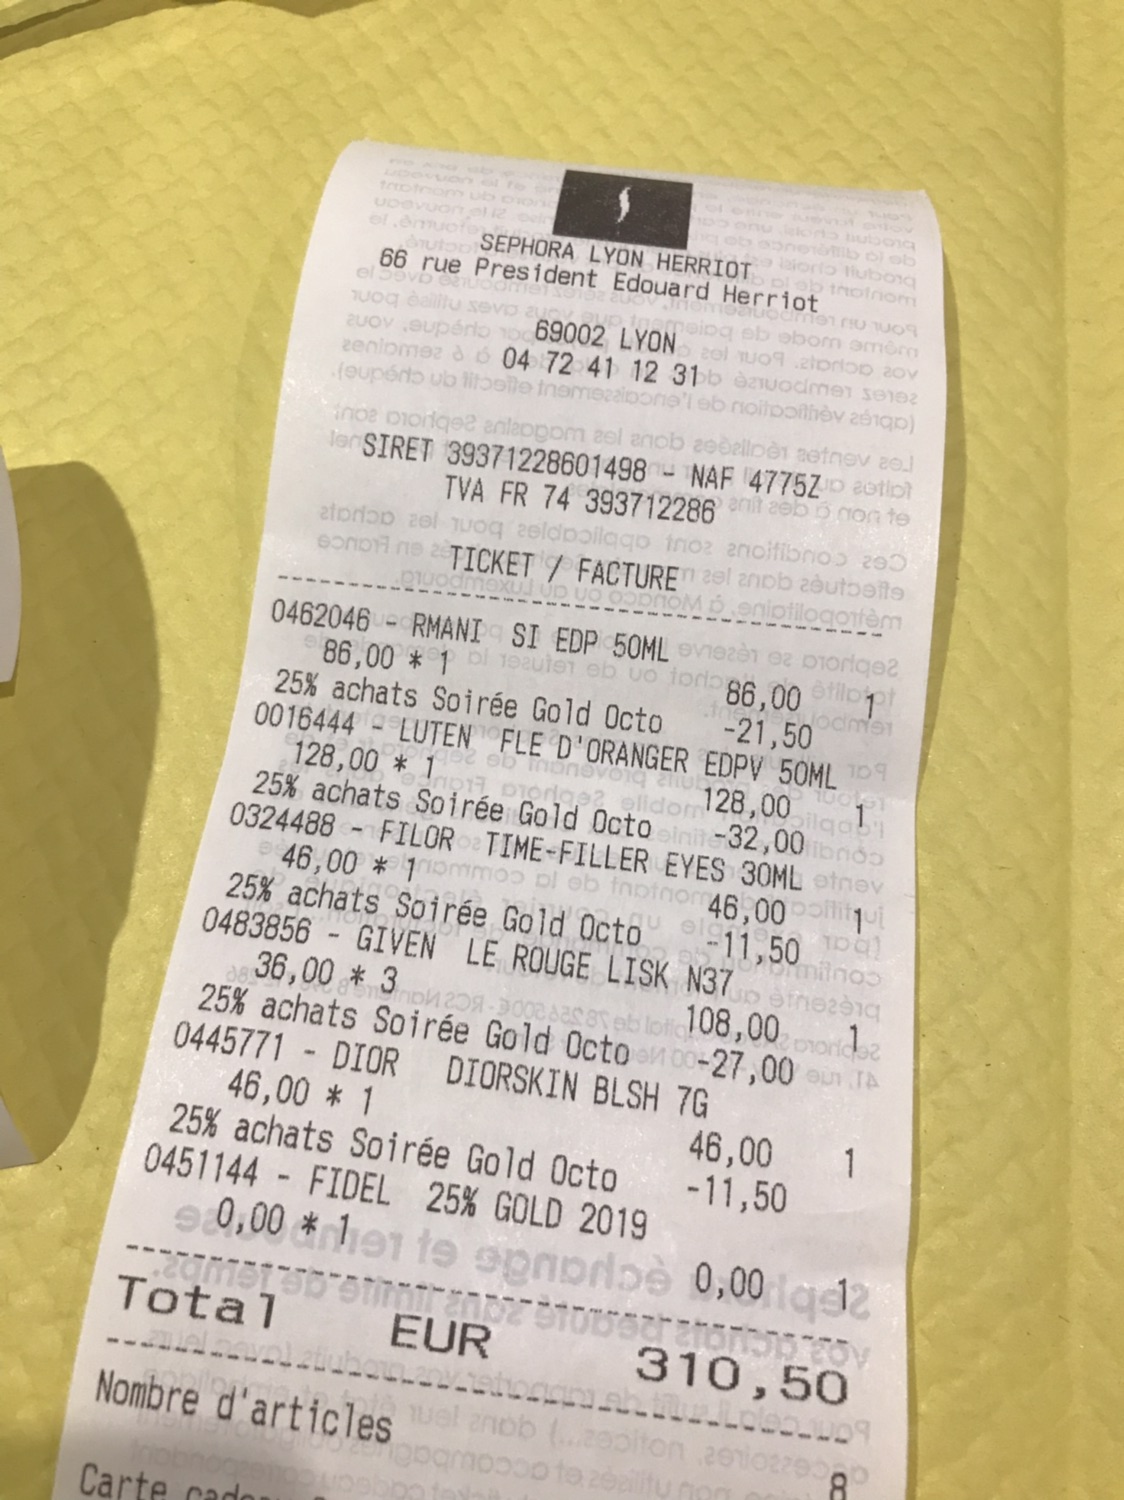 SEPHORA LYON HERRIOT
66 rue President Edouard Herriot
69002 LYON
04 72 41 12 31
SIRET 39371228601498 - NAF 4775Z
TVA FR 74 393712286
TICKET / FACTURE
0462046 - RMANI SI EDP 50ML
86,00 * 1 86,00 1
25% achats Soirée Gold Octo -21,50
0016444 - LUTEN FLE D'ORANGER EDPV 50ML
128,00 * 1 128,00 1
25% achats Soirée Gold Octo -32,00
0324488 - FILOR TIME-FILLER EYES 30ML
46,00 * 1 46,00 1
25% achats Soirée Gold Octo -11,50
0483856 - GIVEN LE ROUGE LISK N37
36,00 * 3 108,00 1
25% achats Soirée Gold Octo -27,00
0445771 - DIOR DIORSKIN BLSH 7G
46,00 * 1 46,00 1
25% achats Soirée Gold Octo -11,50
0451144 - FIDEL 25% GOLD 2019
0,00 * 1 0,00 1
Total EUR 310,50
Nombre d'articles 8
Carte